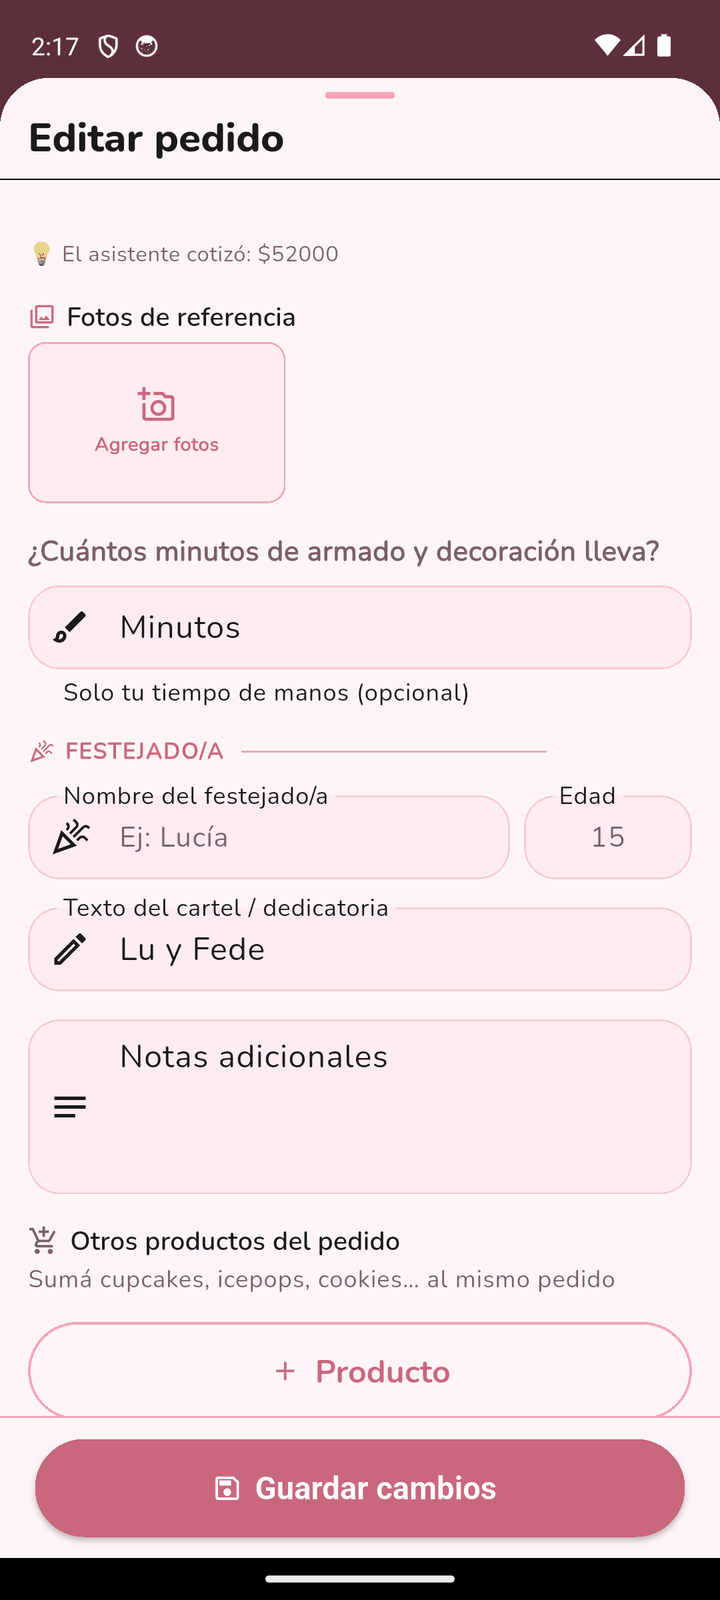 2:17
Editar pedido
El asistente cotizó: $52000
Fotos de referencia
Agregar fotos
¿Cuántos minutos de armado y decoración lleva?
Minutos
Solo tu tiempo de manos (opcional)
FESTEJADO/A
Nombre del festejado/a
Ej: Lucía
Edad
15
Texto del cartel / dedicatoria
Lu y Fede
Notas adicionales
Otros productos del pedido
Sumá cupcakes, icepops, cookies... al mismo pedido
+ Producto
Guardar cambios